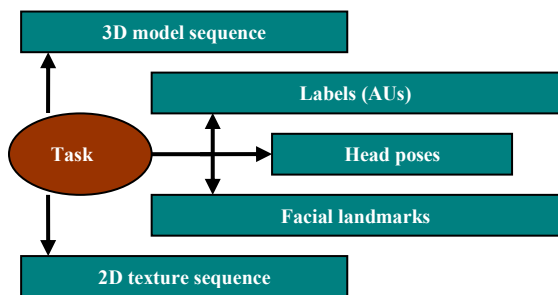 3D model sequence
Labels (AUs)
Task
Head poses
Facial landmarks
2D texture sequence